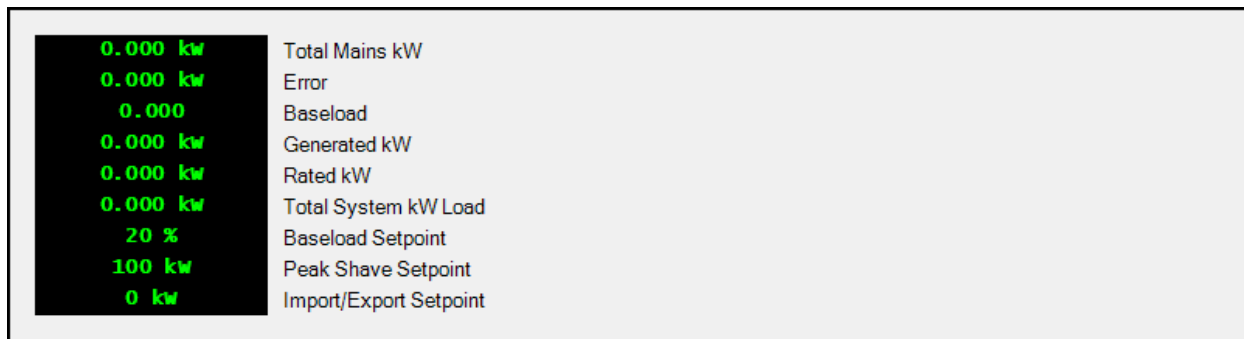 0.000 kW Total Mains kW
0.000 kW Error
0.000 Baseload
0.000 kW Generated kW
0.000 kW Rated kW
0.000 kW Total System kW Load
20 % Baseload Setpoint
100 kW Peak Shave Setpoint
0 kW Import/Export Setpoint